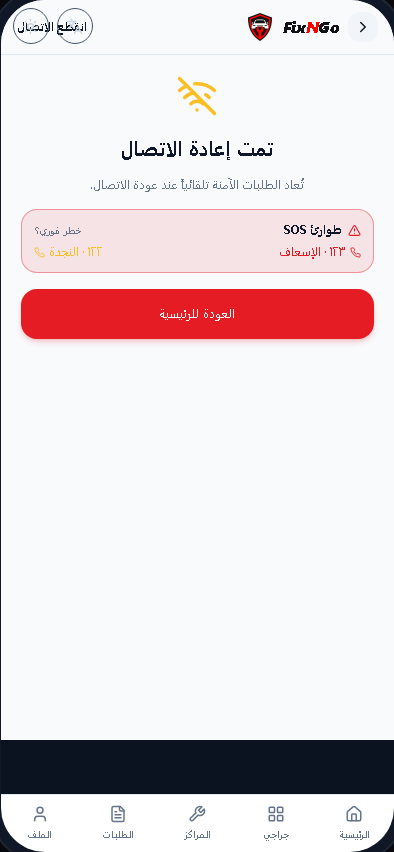 FixNGo
انقطع الاتصال
تمت إعادة الاتصال
تُعاد الطلبات الآمنة تلقائياً عند عودة الاتصال.
طوارئ SOS
خطر فوري؟
١٢٣ · الإسعاف
١٢٢ · النجدة
العودة للرئيسية
الرئيسية
جراجي
المراكز
الطلبات
الملف